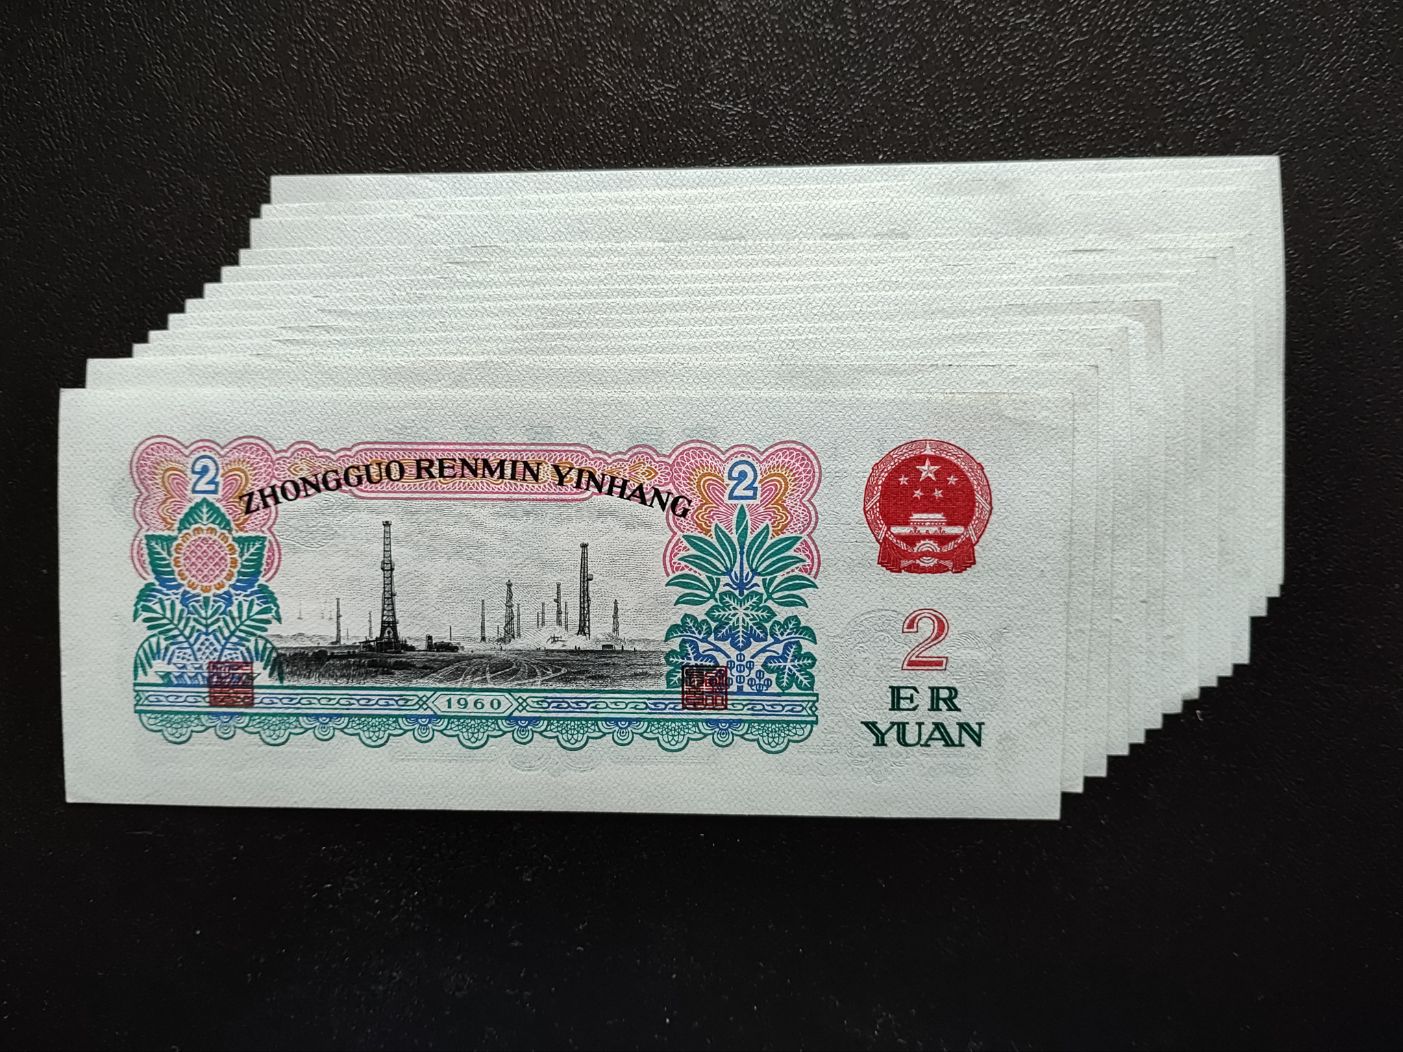 2
2
ZHONGGUO RENMIN YINHANG
2
ER
YUAN
1960